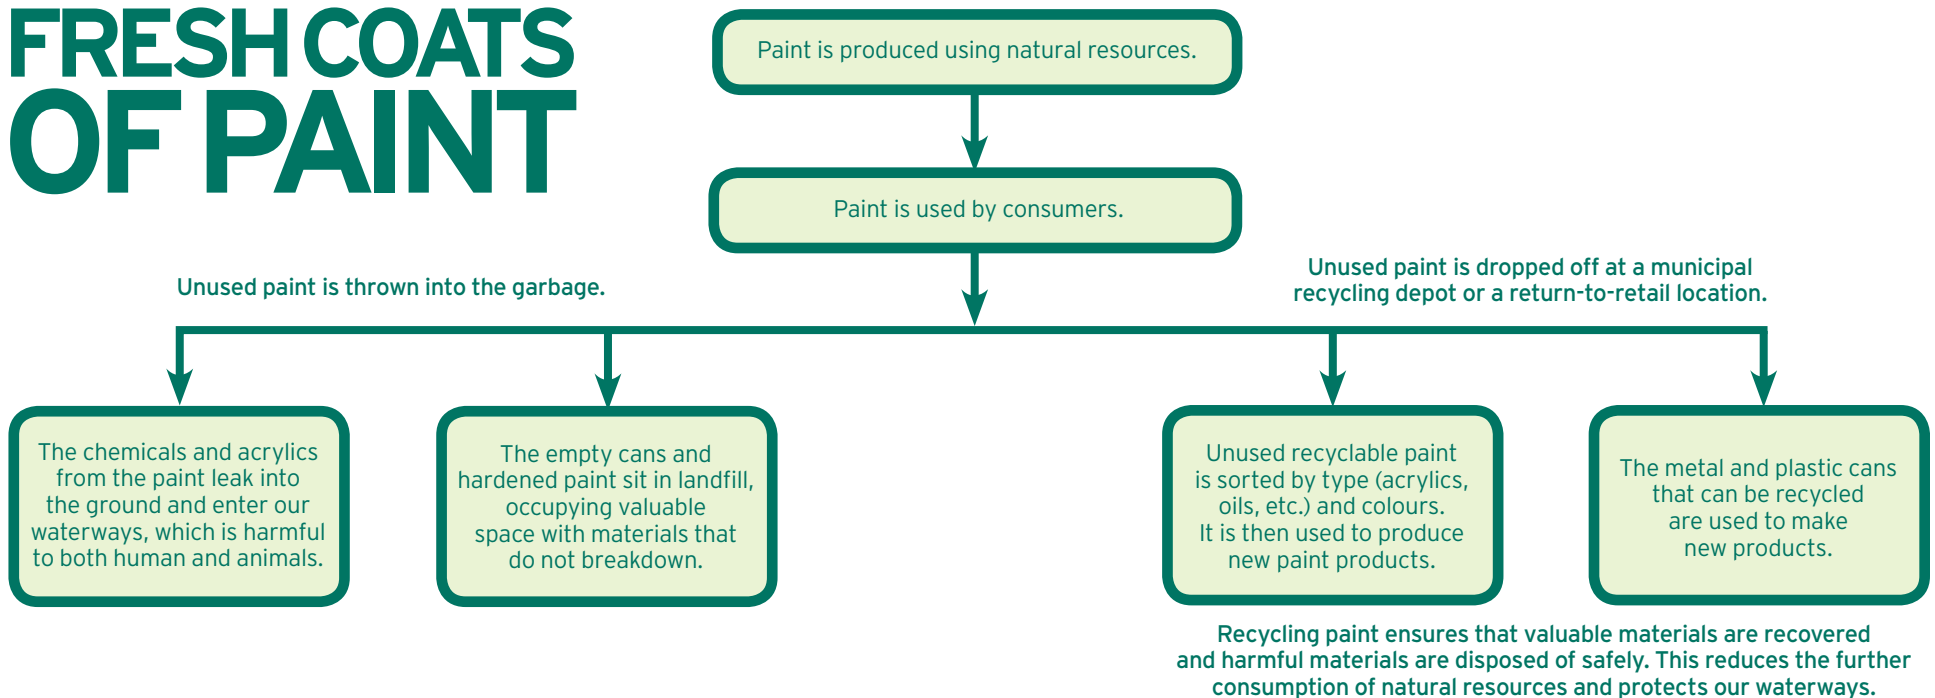 FRESH COATS
OF PAINT
Paint is produced using natural resources.
Paint is used by consumers.
Unused paint is thrown into the garbage.
Unused paint is dropped off at a municipal
recycling depot or a return-to-retail location.
The chemicals and acrylics
from the paint leak into
the ground and enter our
waterways, which is harmful
to both human and animals.
The empty cans and
hardened paint sit in landfill,
occupying valuable
space with materials that
do not breakdown.
Unused recyclable paint
is sorted by type (acrylics,
oils, etc.) and colours.
It is then used to produce
new paint products.
The metal and plastic cans
that can be recycled
are used to make
new products.
Recycling paint ensures that valuable materials are recovered
and harmful materials are disposed of safely. This reduces the further
consumption of natural resources and protects our waterways.